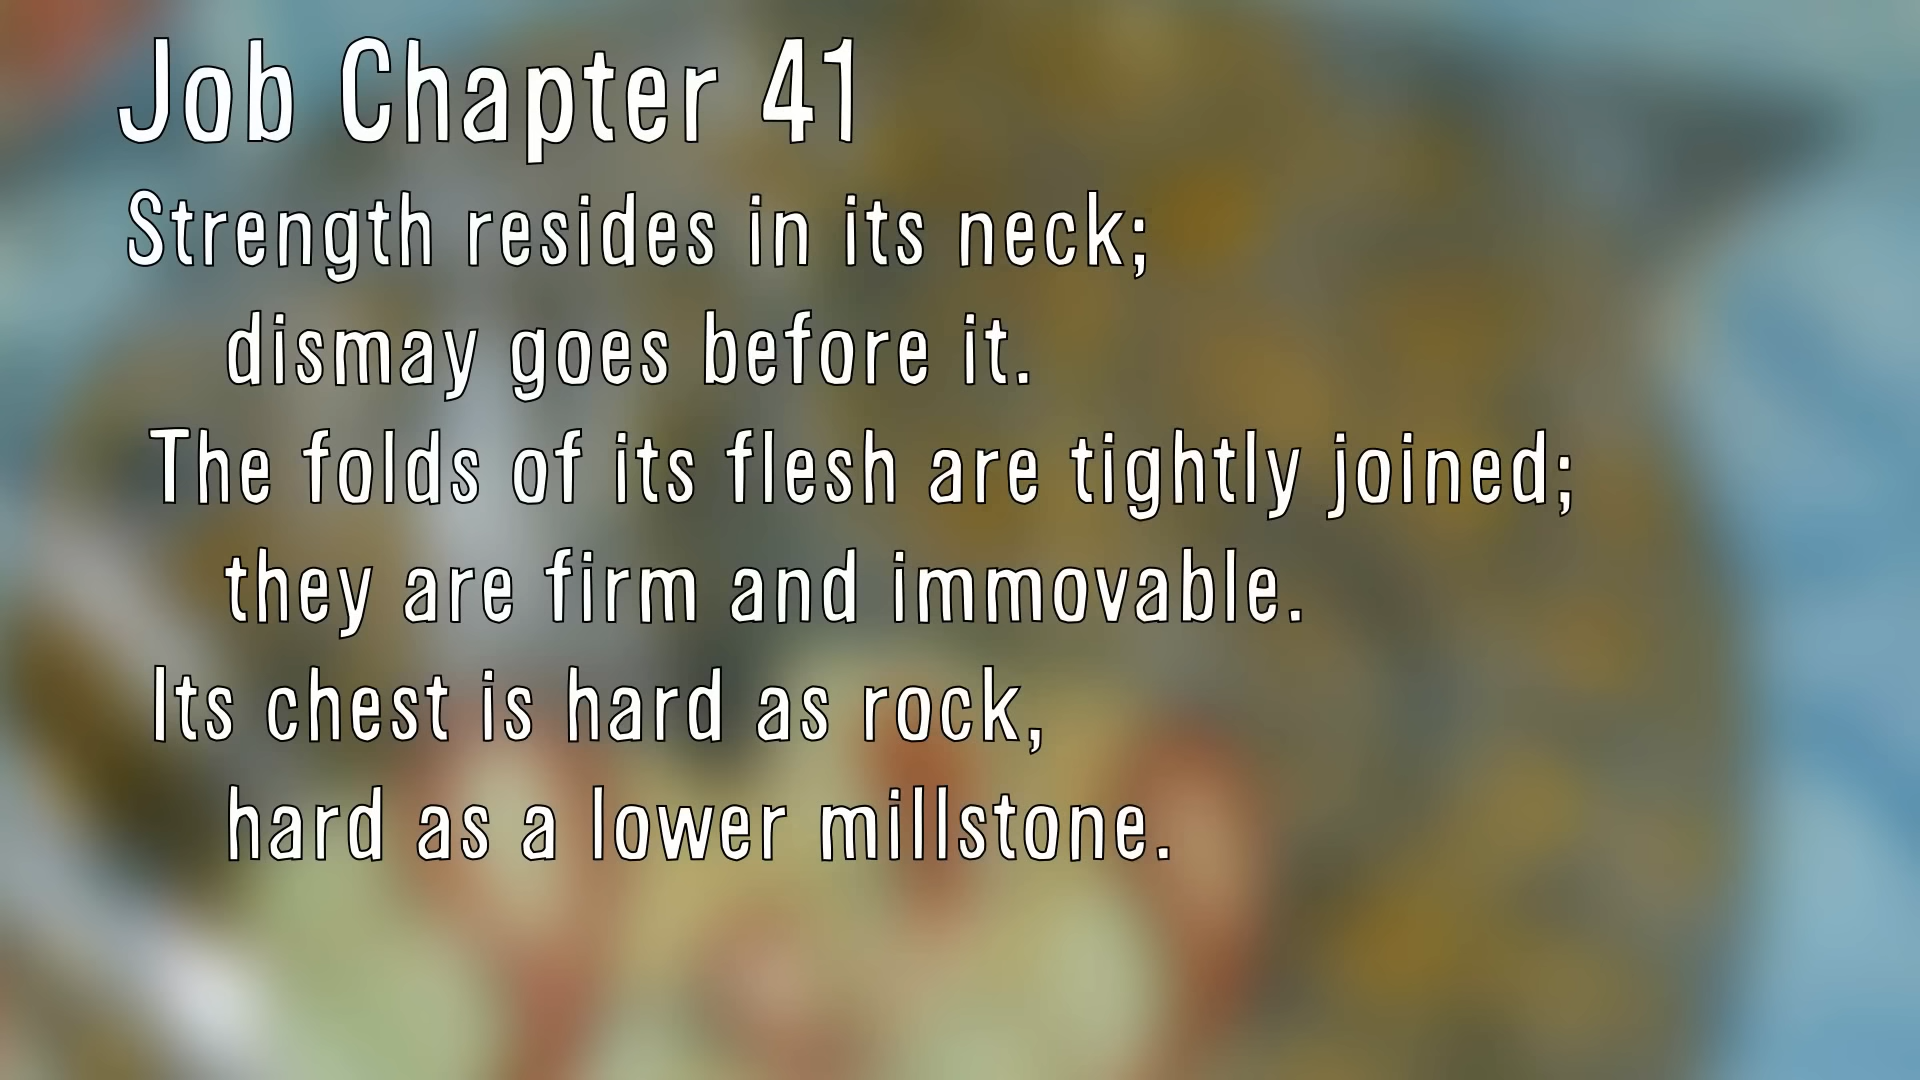 Job Chapter 41
Strength resides in its neck;
dismay goes before it.
The folds of its flesh are tightly joined;
they are firm and immovable.
Its chest is hard as rock,
hard as a lower millstone.